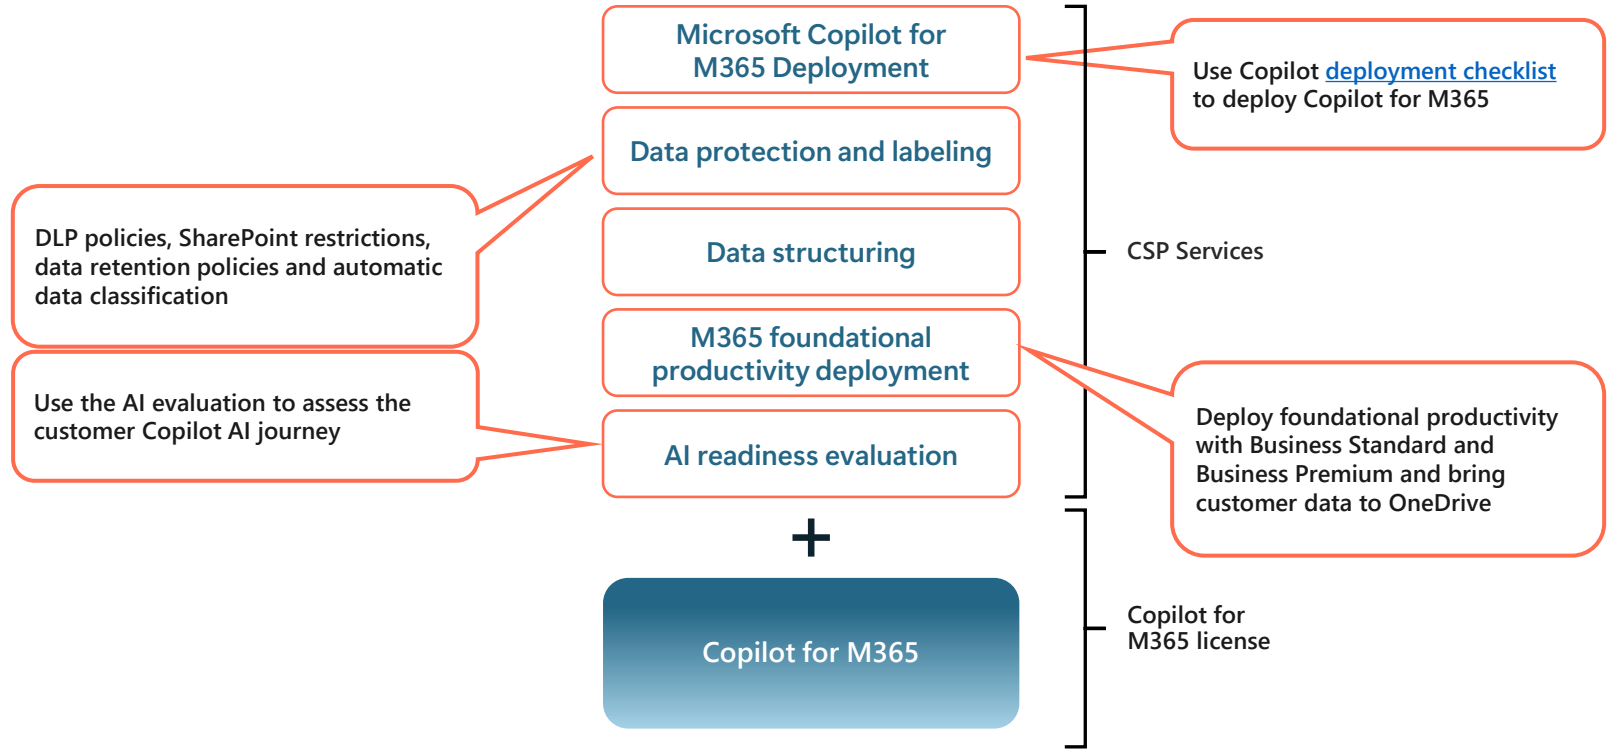 Microsoft Copilot for
M365 Deployment
Use Copilot deployment checklist
to deploy Copilot for M365
Data protection and labeling
DLP policies, SharePoint restrictions,
data retention policies and automatic
data classification
Data structuring
CSP Services
M365 foundational
productivity deployment
Use the AI evaluation to assess the
customer Copilot AI journey
Deploy foundational productivity
with Business Standard and
Business Premium and bring
customer data to OneDrive
AI readiness evaluation
+
Copilot for M365
Copilot for
M365 license